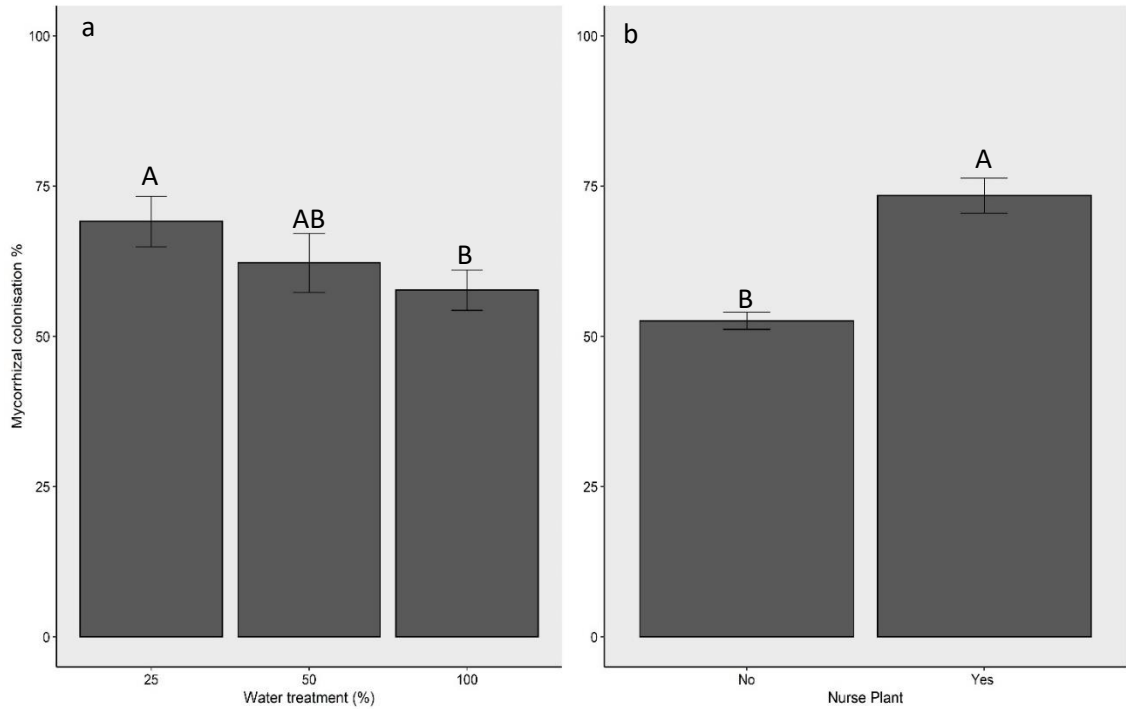 a
100
75
50
25
0
Mycorrhizal colonisation %
A
AB
B
25
50
100
Water treatment (%)
b
100
75
50
25
0
B
A
No
Yes
Nurse Plant